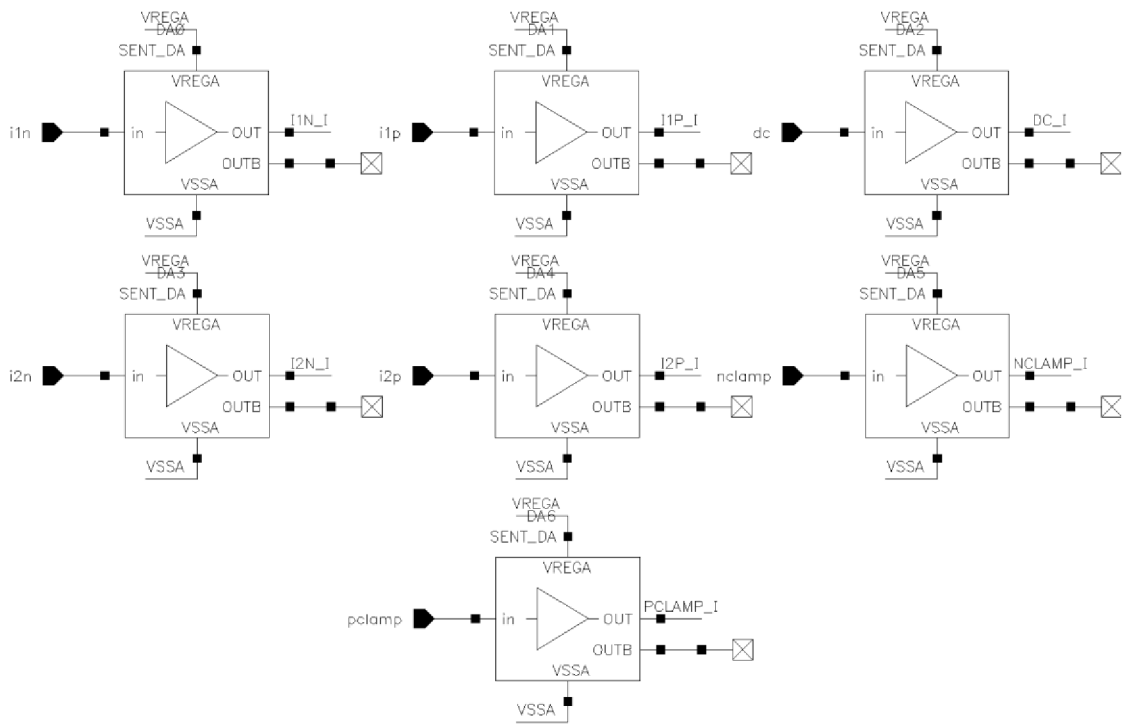 VREGA VREGA VREGA
DA0 DA1 DA2
SENT_DA SENT_DA SENT_DA
VREGA VREGA VREGA
I1N_I I1P_I DC_I
i1n in OUT i1p in OUT dc in OUT
OUTB OUTB OUTB
VSSA VSSA VSSA
VSSA VSSA VSSA
VREGA VREGA VREGA
DA3 DA4 DA5
SENT_DA SENT_DA SENT_DA
VREGA VREGA VREGA
I2N_I I2P_I NCLAMP_I
i2n in OUT i2p in OUT nclamp in OUT
OUTB OUTB OUTB
VSSA VSSA VSSA
VSSA VSSA VSSA
VREGA
DA6
SENT_DA
VREGA
PCLAMP_I
pclamp in OUT
OUTB
VSSA
VSSA